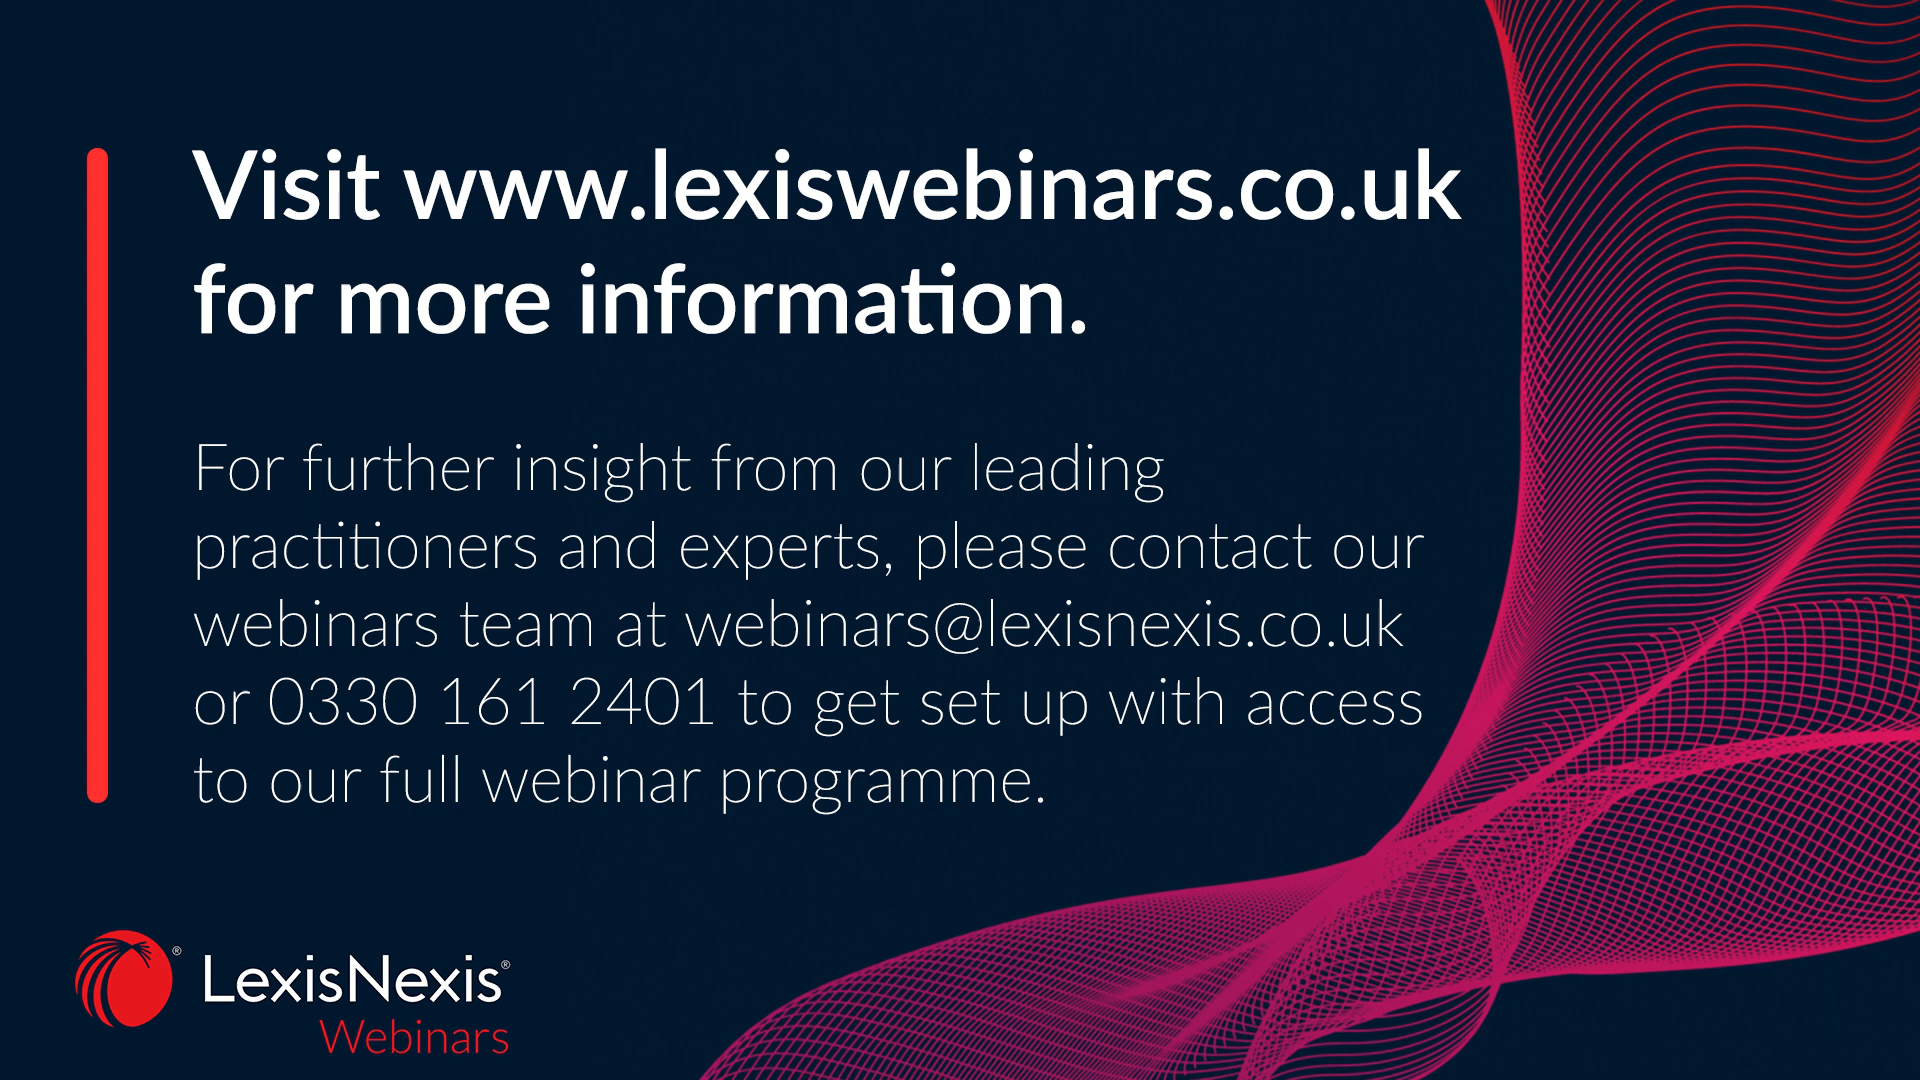 Visit www.lexiswebinars.co.uk
for more information.
For further insight from our leading
practitioners and experts, please contact our
webinars team at webinars@lexisnexis.co.uk
or 0330 161 2401 to get set up with access
to our full webinar programme.
® LexisNexis®
Webinars